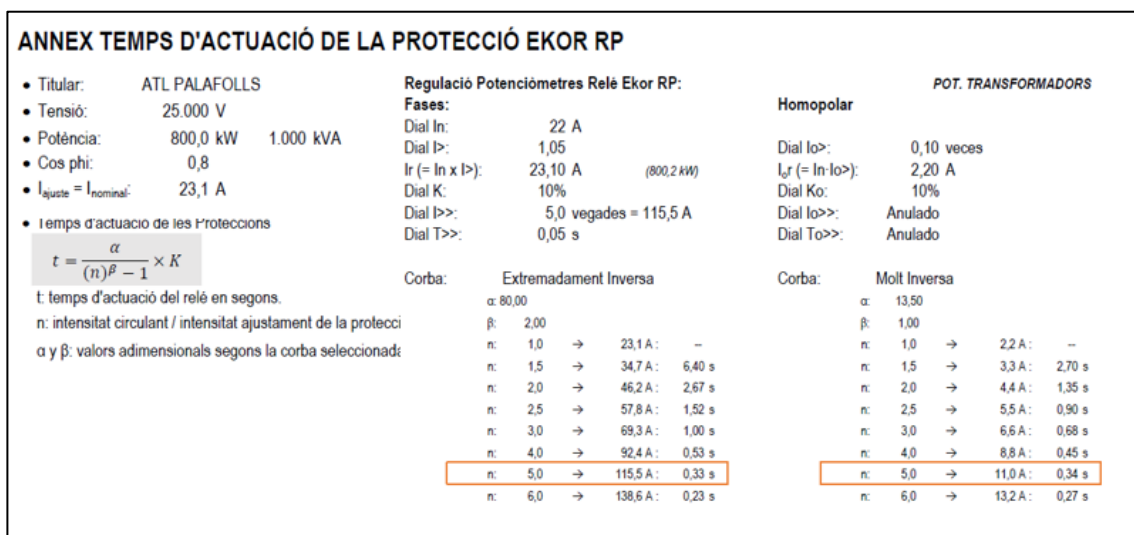 ANNEX TEMPS D'ACTUACIÓ DE LA PROTECCIÓ EKOR RP
• Titular: ATL PALAFOLLS
• Tensió: 25.000 V
• Potència: 800,0 kW 1.000 kVA
• Cos phi: 0,8
• Iajuste = Inominal: 23,1 A
• Temps d'actuació de les Proteccions
t = α / ((n)^β − 1) × K
t: temps d'actuació del relé en segons.
n: intensitat circulant / intensitat ajustament de la protecci
α y β: valors adimensionals segons la corba seleccionada
Regulació Potenciòmetres Relè Ekor RP:
Fases:
Dial In: 22 A
Dial I>: 1,05
Ir (= In x I>): 23,10 A (800,2 kW)
Dial K: 10%
Dial I>>: 5,0 vegades = 115,5 A
Dial T>>: 0,05 s
Corba: Extremadament Inversa
α: 80,00
β: 2,00
n: 1,0 → 23,1 A : --
n: 1,5 → 34,7 A : 6,40 s
n: 2,0 → 46,2 A : 2,67 s
n: 2,5 → 57,8 A : 1,52 s
n: 3,0 → 69,3 A : 1,00 s
n: 4,0 → 92,4 A : 0,53 s
n: 5,0 → 115,5 A : 0,33 s
n: 6,0 → 138,6 A : 0,23 s
POT. TRANSFORMADORS
Homopolar
Dial Io>: 0,10 veces
Ior (= In·Io>): 2,20 A
Dial Ko: 10%
Dial Io>>: Anulado
Dial To>>: Anulado
Corba: Molt Inversa
α: 13,50
β: 1,00
n: 1,0 → 2,2 A : --
n: 1,5 → 3,3 A : 2,70 s
n: 2,0 → 4,4 A : 1,35 s
n: 2,5 → 5,5 A : 0,90 s
n: 3,0 → 6,6 A : 0,68 s
n: 4,0 → 8,8 A : 0,45 s
n: 5,0 → 11,0 A : 0,34 s
n: 6,0 → 13,2 A : 0,27 s